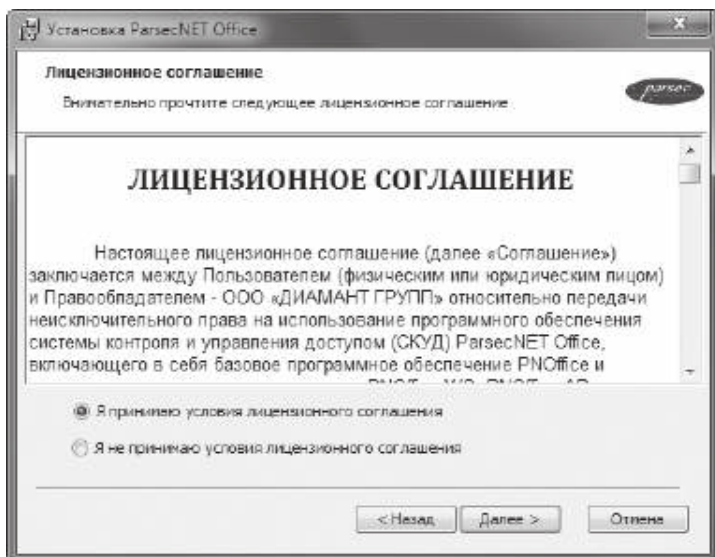 Установка ParsecNET Office
Лицензионное соглашение
Внимательно прочтите следующее лицензионное соглашение
parsec
ЛИЦЕНЗИОННОЕ СОГЛАШЕНИЕ
Настоящее лицензионное соглашение (далее «Соглашение»)
заключается между Пользователем (физическим или юридическим лицом)
и Правообладателем - ООО «ДИАМАНТ ГРУПП» относительно передачи
неисключительного права на использование программного обеспечения
системы контроля и управления доступом (СКУД) ParsecNET Office,
включающего в себя базовое программное обеспечение PNOffice и
Я принимаю условия лицензионного соглашения
Я не принимаю условия лицензионного соглашения
< Назад
Далее >
Отмена